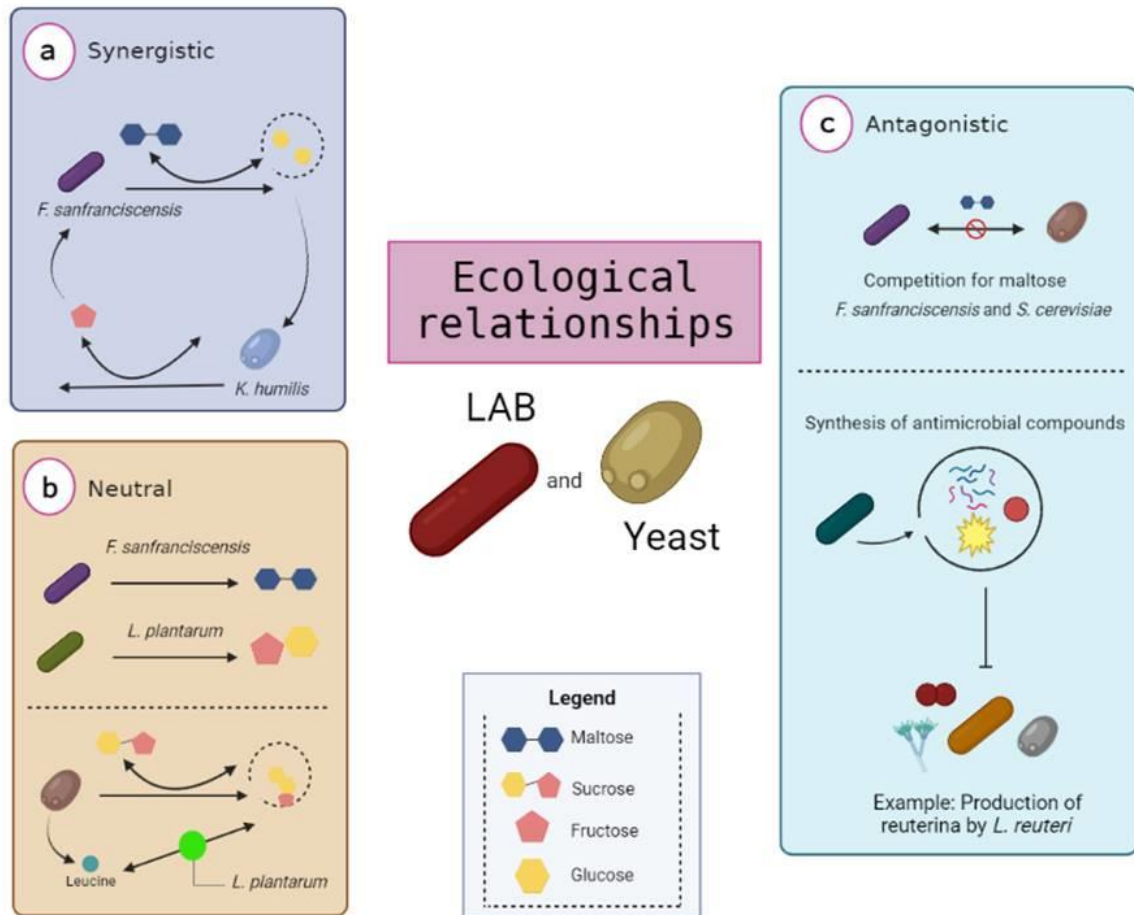 a Synergistic
F. sanfranciscensis
K. humilis
b Neutral
F. sanfranciscensis
L. plantarum
Leucine
L. plantarum
Ecological
relationships
LAB
and
Yeast
Legend
Maltose
Sucrose
Fructose
Glucose
c Antagonistic
Competition for maltose
F. sanfranciscensis and S. cerevisiae
Synthesis of antimicrobial compounds
Example: Production of
reuterina by L. reuteri